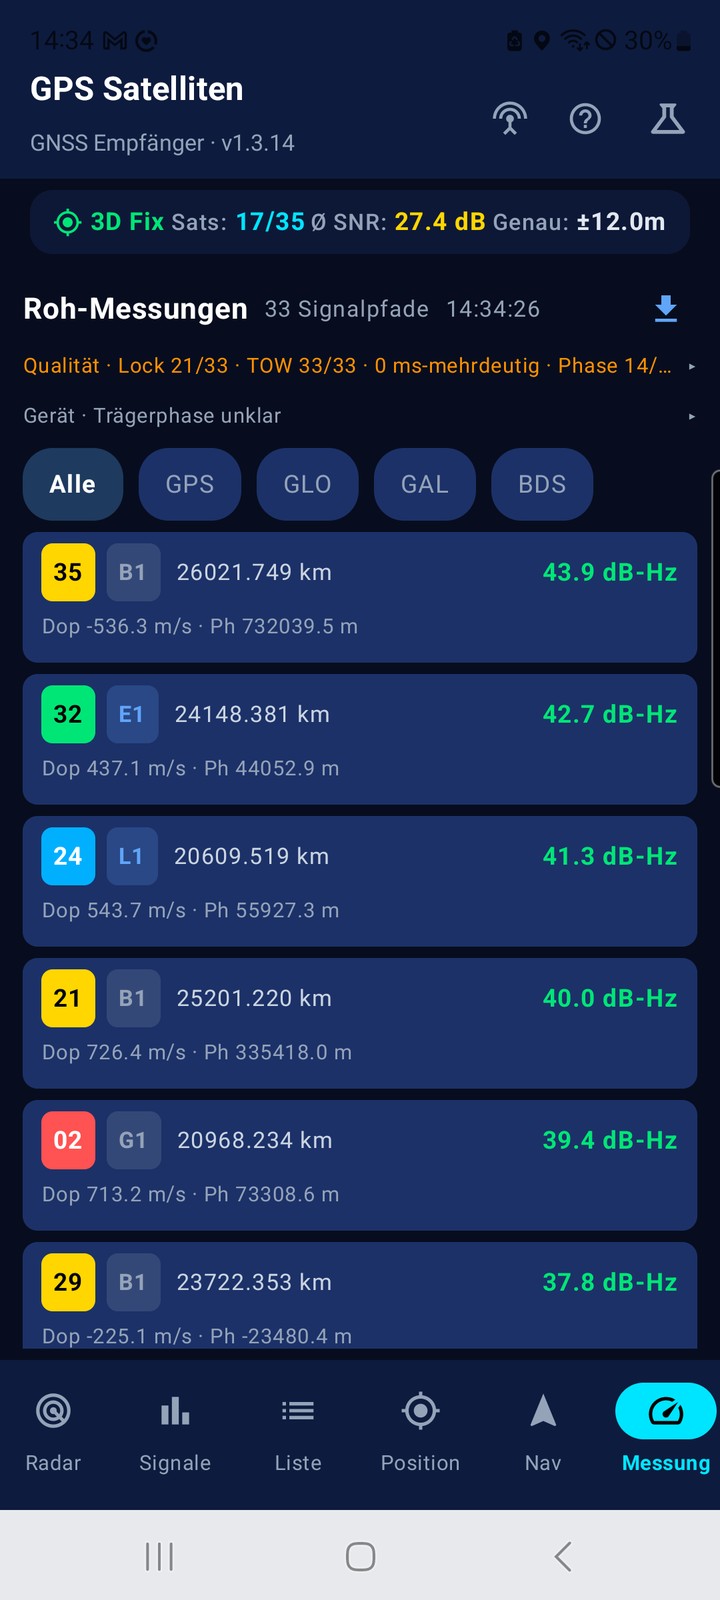 14:34 30%
GPS Satelliten
GNSS Empfänger · v1.3.14
3D Fix Sats: 17/35 Ø SNR: 27.4 dB Genau: ±12.0m
Roh-Messungen 33 Signalpfade 14:34:26
Qualität · Lock 21/33 · TOW 33/33 · 0 ms-mehrdeutig · Phase 14/… ▸
Gerät · Trägerphase unklar ▸
Alle GPS GLO GAL BDS
35 B1 26021.749 km 43.9 dB-Hz
Dop -536.3 m/s · Ph 732039.5 m
32 E1 24148.381 km 42.7 dB-Hz
Dop 437.1 m/s · Ph 44052.9 m
24 L1 20609.519 km 41.3 dB-Hz
Dop 543.7 m/s · Ph 55927.3 m
21 B1 25201.220 km 40.0 dB-Hz
Dop 726.4 m/s · Ph 335418.0 m
02 G1 20968.234 km 39.4 dB-Hz
Dop 713.2 m/s · Ph 73308.6 m
29 B1 23722.353 km 37.8 dB-Hz
Dop -225.1 m/s · Ph -23480.4 m
Radar Signale Liste Position Nav Messung